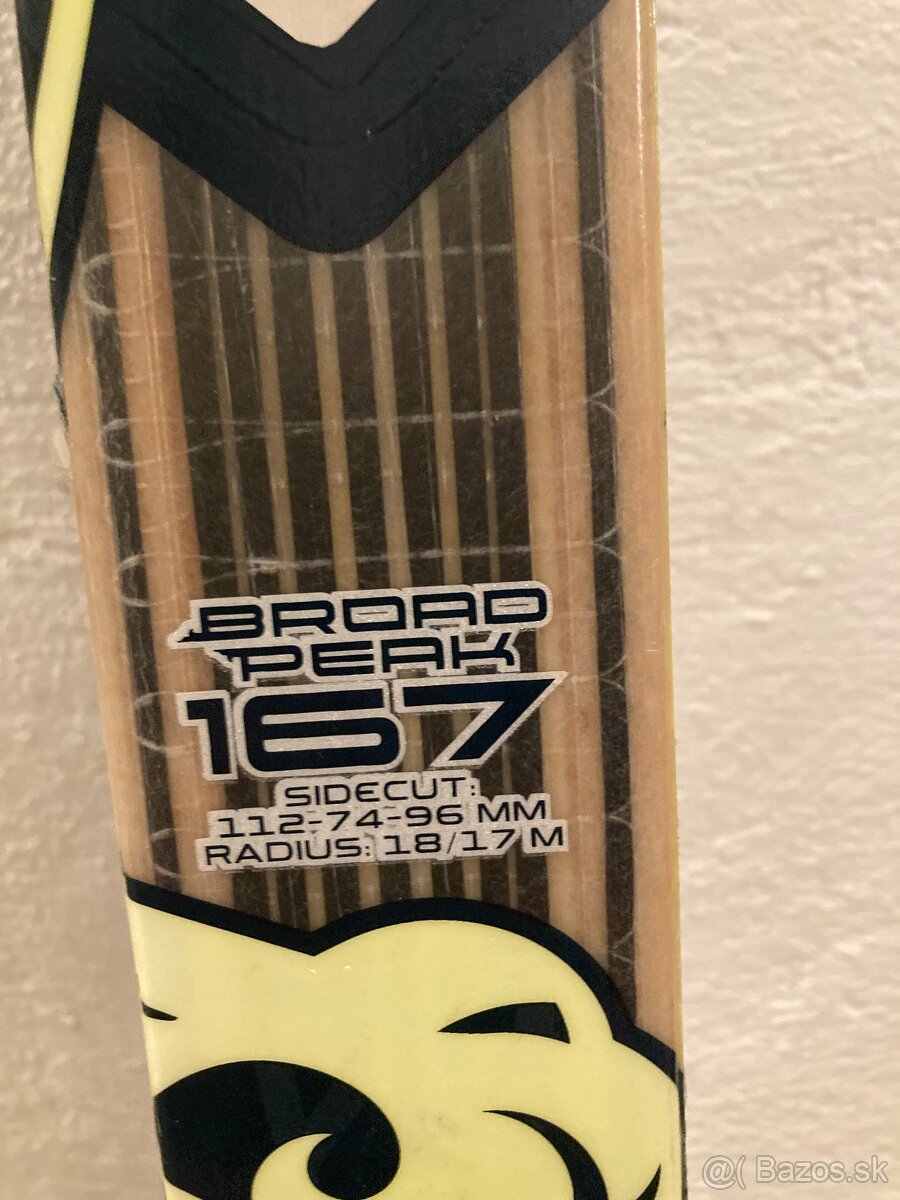 BROAD
PEAK
167
SIDECUT:
112-74-96 MM
RADIUS: 18/17 M
@( Bazos.sk